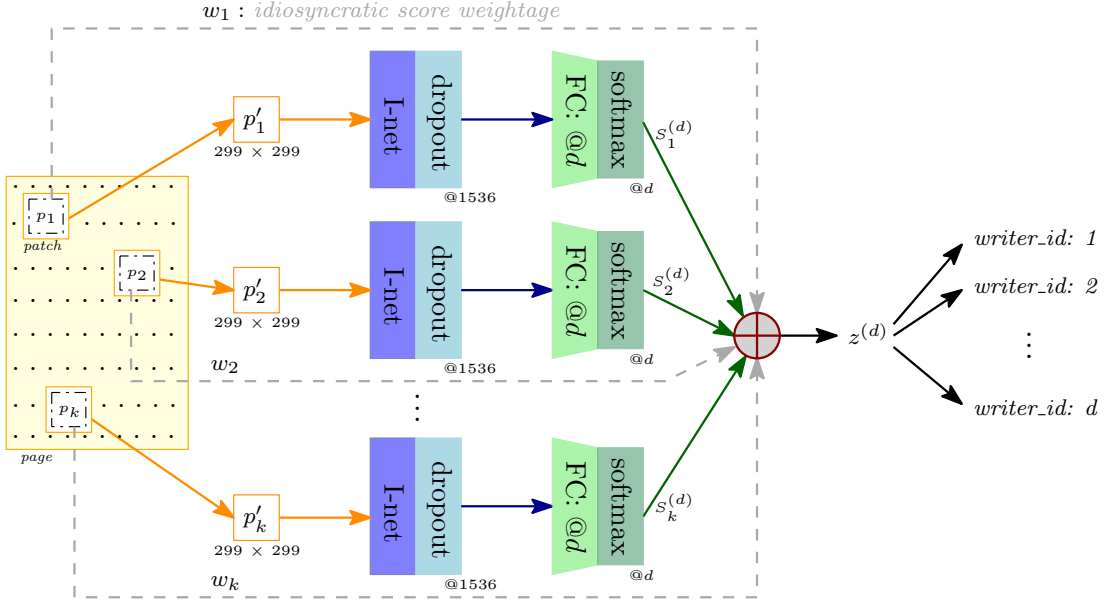 w₁ : idiosyncratic score weightage
p′₁
299 × 299
I-net
dropout
@1536
FC: @d
softmax
@d
S₁⁽ᵈ⁾
p₁
patch
p₂
p′₂
299 × 299
I-net
dropout
@1536
FC: @d
softmax
@d
S₂⁽ᵈ⁾
w₂
⋮
z⁽ᵈ⁾
writer_id: 1
writer_id: 2
⋮
writer_id: d
pₖ
page
p′ₖ
299 × 299
I-net
dropout
@1536
FC: @d
softmax
@d
Sₖ⁽ᵈ⁾
wₖ